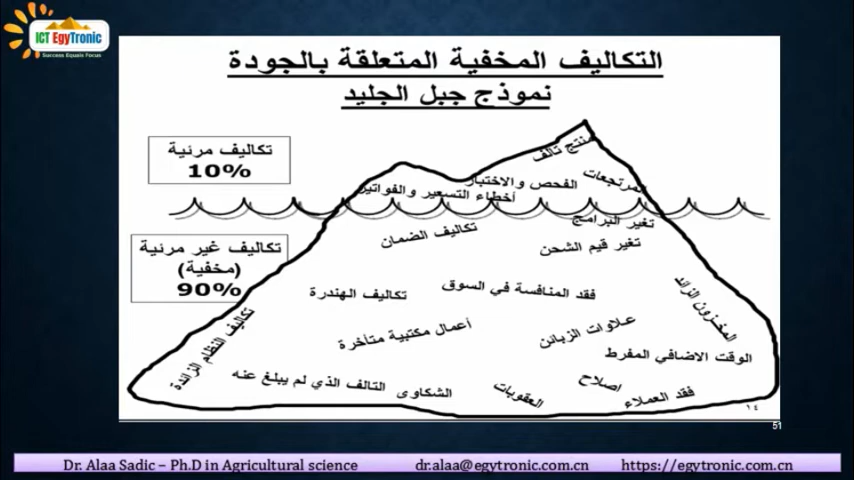 ICT EgyTronic
Success Equals Focus
التكاليف المخفية المتعلقة بالجودة
نموذج جبل الجليد
تكاليف مرئية
10%
منتج تالف
المرتجعات
الفحص والاختبار
أخطاء التسعير والفواتير
تكاليف غير مرئية
(مخفية)
90%
تغير البرامج
تكاليف الضمان
تغير قيم الشحن
فقد المنافسة في السوق
تكاليف الهندرة
المخزون الزائد
علاوات الزبائن
أعمال مكتبية متأخرة
تكاليف النظام الزائدة
الوقت الاضافي المفرط
اصلاح
التالف الذي لم يبلغ عنه
الشكاوى
العقوبات
فقد العملاء
١٤
51
Dr. Alaa Sadic – Ph.D in Agricultural science
dr.alaa@egytronic.com.cn
https://egytronic.com.cn